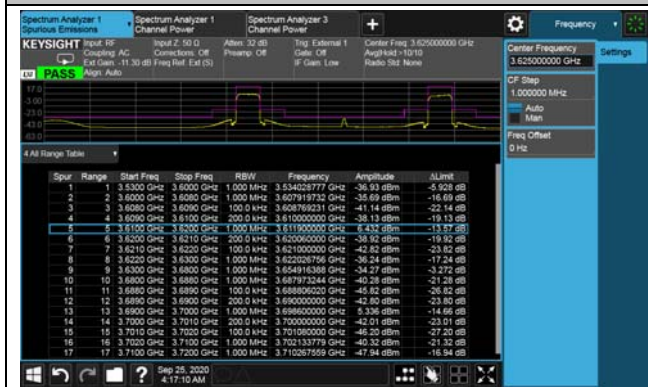 Spectrum Analyzer 1
Spurious Emissions
Spectrum Analyzer 1
Channel Power
Spectrum Analyzer 3
Channel Power
+
Frequency
KEYSIGHT
Input: RF
Coupling: AC
Ext Gain: -11.30 dB
Align: Auto
Input Z: 50 Ω
Corrections: Off
Freq Ref: Ext (S)
Atten: 32 dB
Preamp: Off
Trig: External 1
Gate: Off
IF Gain: Low
Center Freq: 3.625000000 GHz
Avg|Hold:>10/10
Radio Std: None
LXI PASS
Center Frequency
3.625000000 GHz
Settings
CF Step
1.000000 MHz
Auto
Man
Freq Offset
0 Hz
17.0
-3.00
-23.0
-43.0
-63.0
4 All Range Table
Spur Range Start Freq Stop Freq RBW Frequency Amplitude ΔLimit
1 1 3.5300 GHz 3.6000 GHz 1.000 MHz 3.534028777 GHz -36.93 dBm -5.928 dB
2 2 3.6000 GHz 3.6080 GHz 1.000 MHz 3.607919732 GHz -35.69 dBm -16.69 dB
3 3 3.6080 GHz 3.6090 GHz 100.0 kHz 3.608769231 GHz -41.14 dBm -22.14 dB
4 4 3.6090 GHz 3.6100 GHz 200.0 kHz 3.610000000 GHz -38.13 dBm -19.13 dB
5 5 3.6100 GHz 3.6200 GHz 1.000 MHz 3.611900000 GHz 6.432 dBm -13.57 dB
6 6 3.6200 GHz 3.6210 GHz 200.0 kHz 3.620060000 GHz -38.92 dBm -19.92 dB
7 7 3.6210 GHz 3.6220 GHz 100.0 kHz 3.621000000 GHz -42.82 dBm -23.82 dB
8 8 3.6220 GHz 3.6300 GHz 1.000 MHz 3.622026756 GHz -36.24 dBm -17.24 dB
9 9 3.6300 GHz 3.6800 GHz 1.000 MHz 3.654916388 GHz -34.27 dBm -3.272 dB
10 10 3.6800 GHz 3.6880 GHz 1.000 MHz 3.687973244 GHz -40.28 dBm -21.28 dB
11 11 3.6880 GHz 3.6890 GHz 100.0 kHz 3.688806020 GHz -45.82 dBm -26.82 dB
12 12 3.6890 GHz 3.6900 GHz 200.0 kHz 3.690000000 GHz -42.80 dBm -23.80 dB
13 13 3.6900 GHz 3.7000 GHz 1.000 MHz 3.698600000 GHz 5.336 dBm -14.66 dB
14 14 3.7000 GHz 3.7010 GHz 200.0 kHz 3.700000000 GHz -42.01 dBm -23.01 dB
15 15 3.7010 GHz 3.7020 GHz 100.0 kHz 3.701080000 GHz -46.20 dBm -27.20 dB
16 16 3.7020 GHz 3.7100 GHz 1.000 MHz 3.702133779 GHz -40.32 dBm -21.32 dB
17 17 3.7100 GHz 3.7200 GHz 1.000 MHz 3.710267559 GHz -47.94 dBm -16.94 dB
?
Sep 25, 2020
4:17:10 AM